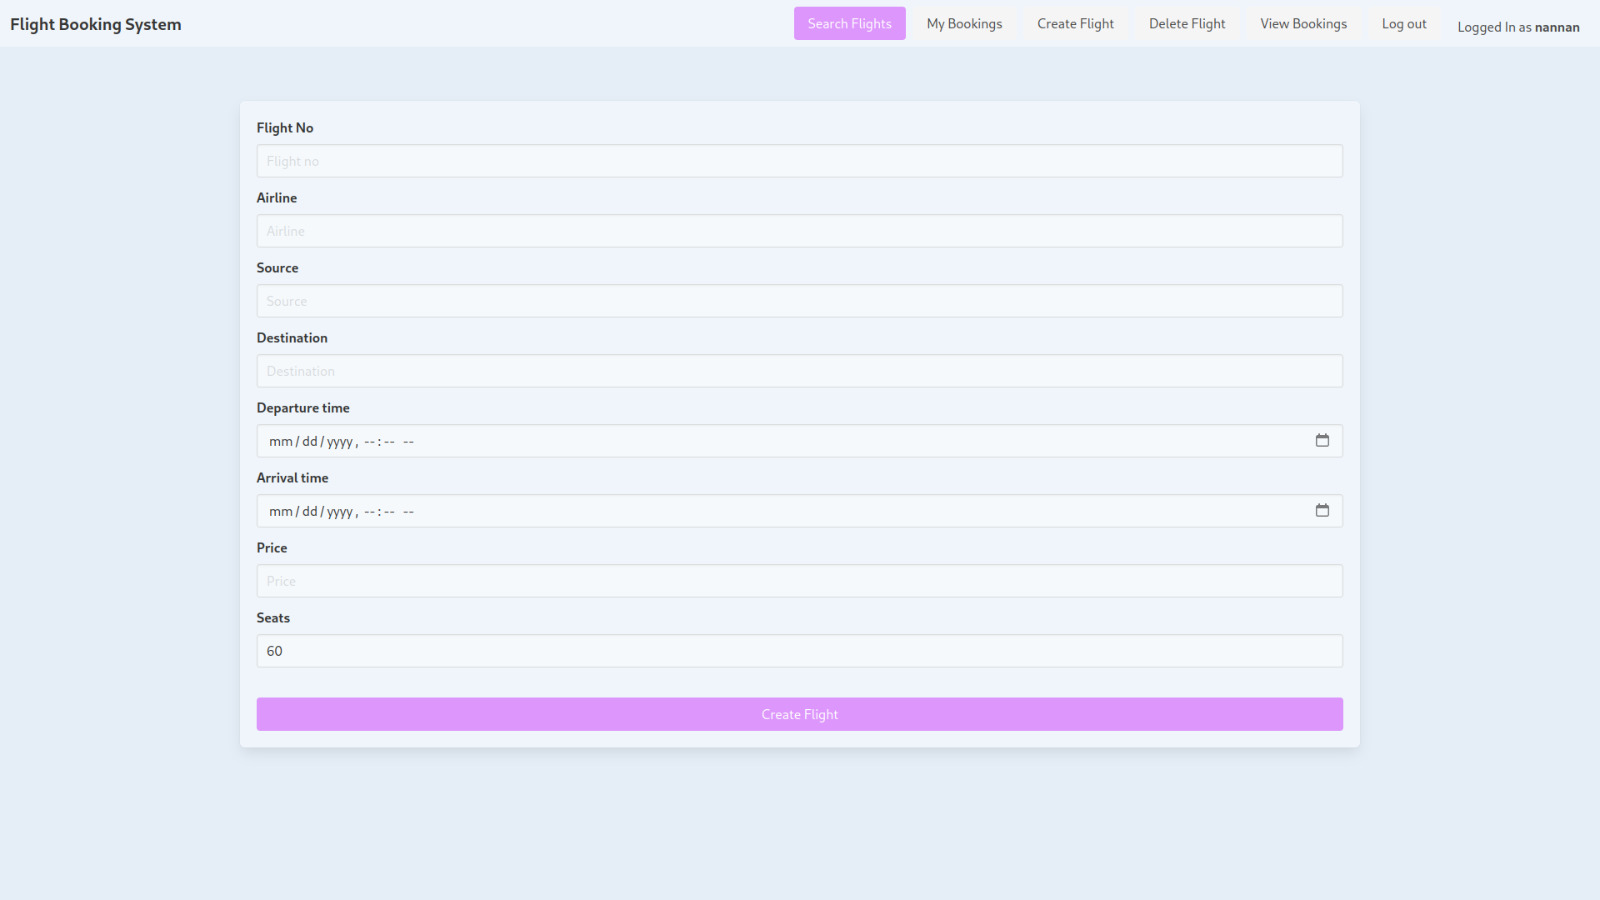 Flight Booking System
Search Flights My Bookings Create Flight Delete Flight View Bookings Log out Logged In as nannan
Flight No
Flight no
Airline
Airline
Source
Source
Destination
Destination
Departure time
mm/dd/yyyy, --:-- --
Arrival time
mm/dd/yyyy, --:-- --
Price
Price
Seats
60
Create Flight